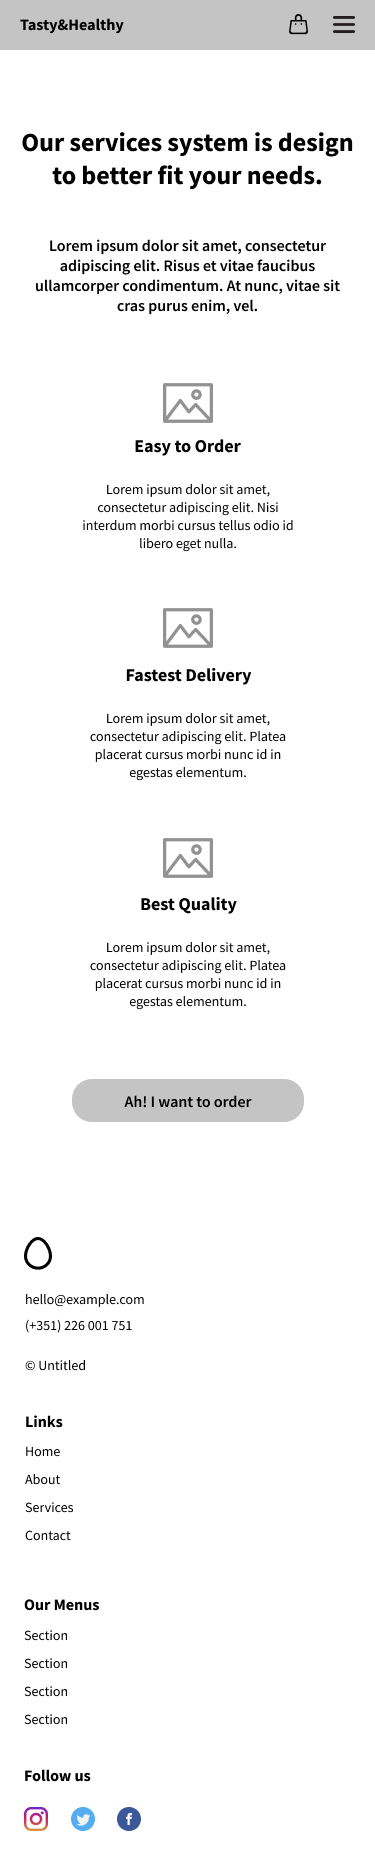 Tasty&Healthy
Our services system is design
to better fit your needs.
Lorem ipsum dolor sit amet, consectetur
adipiscing elit. Risus et vitae faucibus
ullamcorper condimentum. At nunc, vitae sit
cras purus enim, vel.
Easy to Order
Lorem ipsum dolor sit amet,
consectetur adipiscing elit. Nisi
interdum morbi cursus tellus odio id
libero eget nulla.
Fastest Delivery
Lorem ipsum dolor sit amet,
consectetur adipiscing elit. Platea
placerat cursus morbi nunc id in
egestas elementum.
Best Quality
Lorem ipsum dolor sit amet,
consectetur adipiscing elit. Platea
placerat cursus morbi nunc id in
egestas elementum.
Ah! I want to order
hello@example.com
(+351) 226 001 751
© Untitled
Links
Home
About
Services
Contact
Our Menus
Section
Section
Section
Section
Follow us